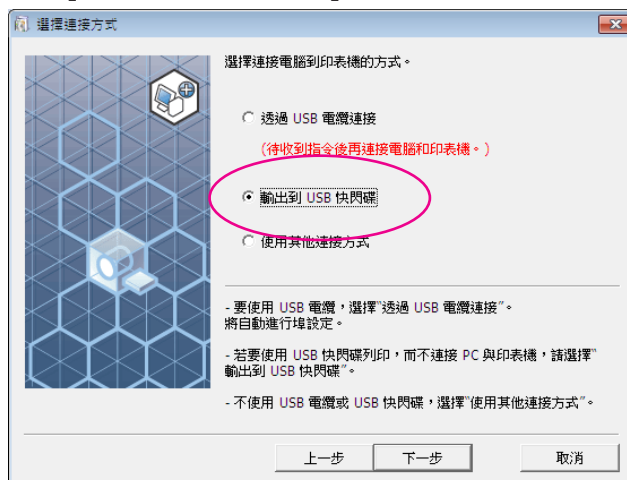 選擇連接方式
選擇連接電腦到印表機的方式。
透過 USB 電纜連接
(待收到指令後再連接電腦和印表機。)
輸出到 USB 快閃碟
使用其他連接方式
- 要使用 USB 電纜，選擇"透過 USB 電纜連接"。
將自動進行埠設定。
- 若要使用 USB 快閃碟列印，而不連接 PC 與印表機，請選擇"
輸出到 USB 快閃碟"。
- 不使用 USB 電纜或 USB 快閃碟，選擇"使用其他連接方式"。
上一步 下一步 取消